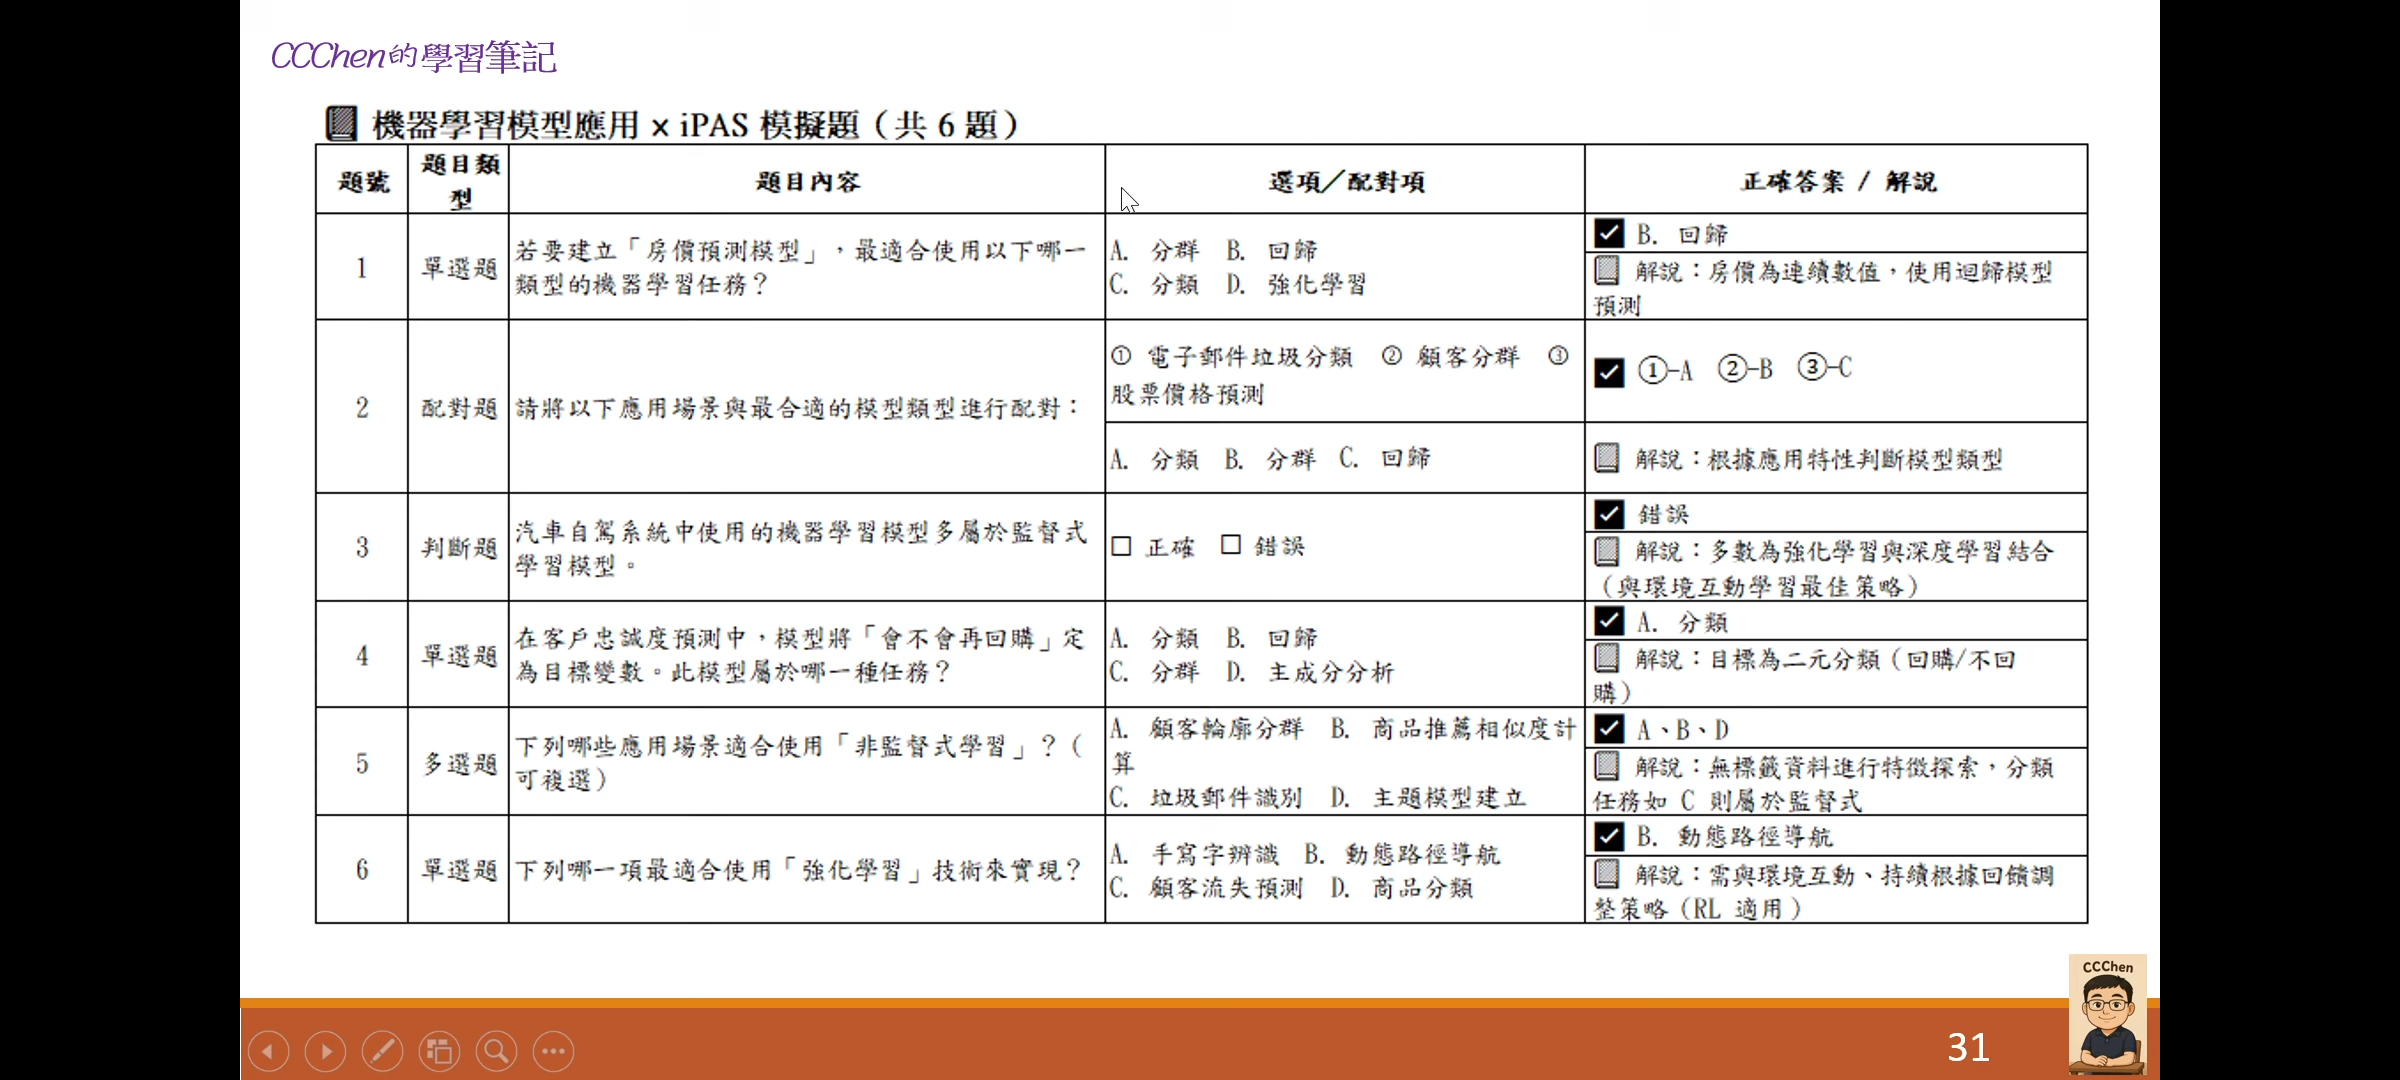 CCChen的學習筆記
機器學習模型應用 × iPAS 模擬題（共 6 題）
題號
題目類
型
題目內容
選項／配對項
正確答案 / 解說
1
單選題
若要建立「房價預測模型」，最適合使用以下哪一
類型的機器學習任務？
A. 分群 B. 回歸
C. 分類 D. 強化學習
B. 回歸
解說：房價為連續數值，使用迴歸模型
預測
2
配對題
請將以下應用場景與最合適的模型類型進行配對：
① 電子郵件垃圾分類 ② 顧客分群 ③
股票價格預測
①-A ②-B ③-C
A. 分類 B. 分群 C. 回歸
解說：根據應用特性判斷模型類型
3
判斷題
汽車自駕系統中使用的機器學習模型多屬於監督式
學習模型。
□ 正確 □ 錯誤
錯誤
解說：多數為強化學習與深度學習結合
（與環境互動學習最佳策略）
4
單選題
在客戶忠誠度預測中，模型將「會不會再回購」定
為目標變數。此模型屬於哪一種任務？
A. 分類 B. 回歸
C. 分群 D. 主成分分析
A. 分類
解說：目標為二元分類（回購/不回
購）
5
多選題
下列哪些應用場景適合使用「非監督式學習」？（
可複選）
A. 顧客輪廓分群 B. 商品推薦相似度計
算
C. 垃圾郵件識別 D. 主題模型建立
A、B、D
解說：無標籤資料進行特徵探索，分類
任務如 C 則屬於監督式
6
單選題
下列哪一項最適合使用「強化學習」技術來實現？
A. 手寫字辨識 B. 動態路徑導航
C. 顧客流失預測 D. 商品分類
B. 動態路徑導航
解說：需與環境互動、持續根據回饋調
整策略（RL 適用）
CCChen
31